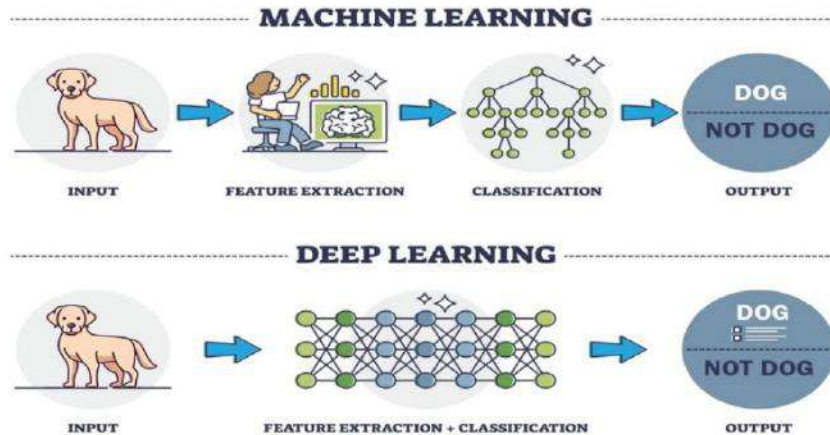 MACHINE LEARNING
DOG
NOT DOG
INPUT
FEATURE EXTRACTION
CLASSIFICATION
OUTPUT
DEEP LEARNING
DOG
NOT DOG
INPUT
FEATURE EXTRACTION + CLASSIFICATION
OUTPUT